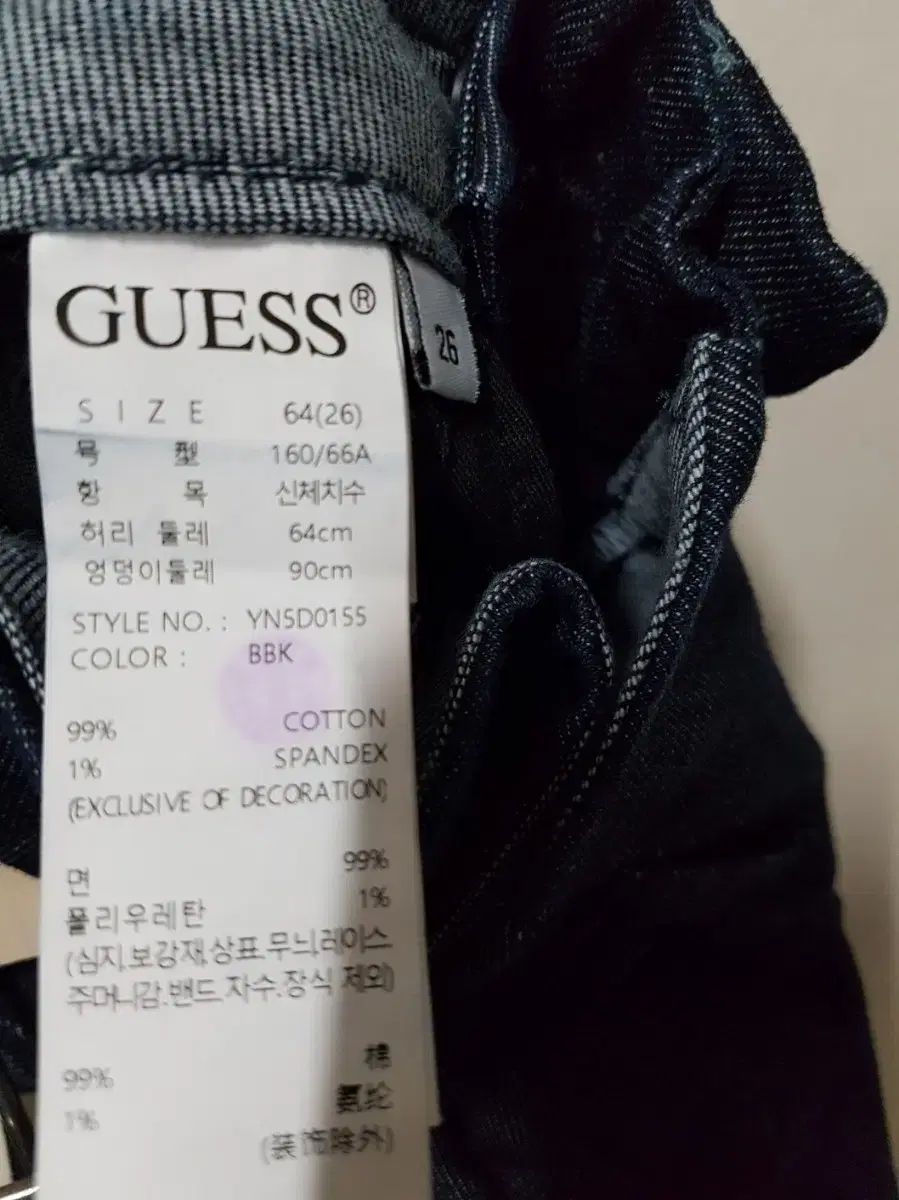 GUESS®
26
SIZE 64(26)
号 型 160/66A
항 목 신체치수
허리 둘레 64cm
엉덩이둘레 90cm
STYLE NO. : YN5D0155
COLOR : BBK
99% COTTON
1% SPANDEX
(EXCLUSIVE OF DECORATION)
면 99%
폴리우레탄 1%
(심지,보강재,상표.무늬,레이스
주머니감.밴드.자수.장식 제외)
99% 棉
1% 氨纶
(装饰除外)